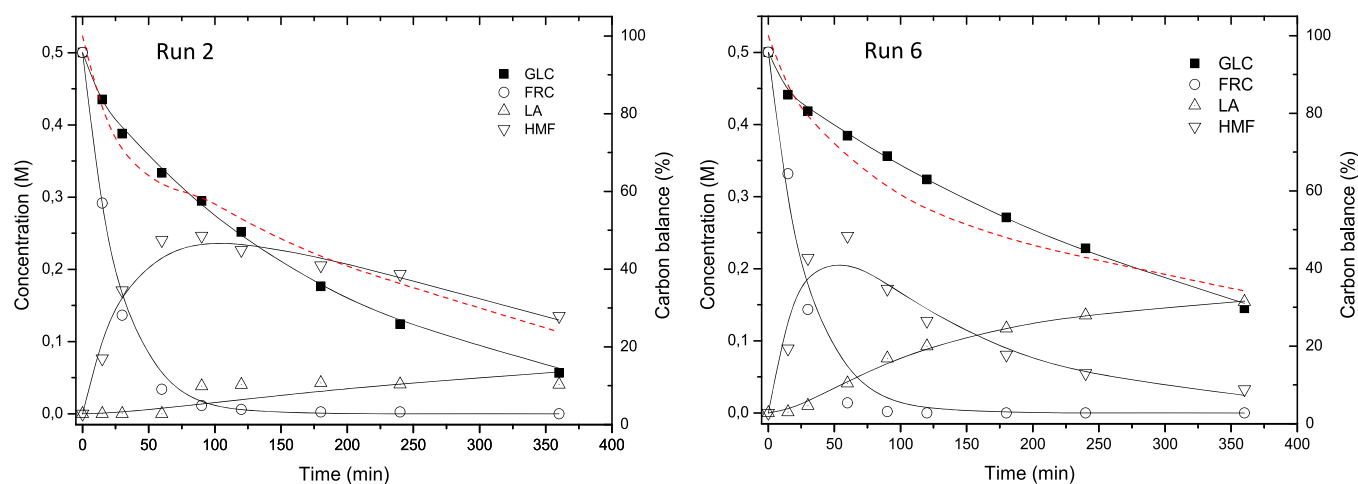 Run 2
GLC
FRC
LA
HMF
Concentration (M)
0,5
0,4
0,3
0,2
0,1
0,0
100
80
60
40
20
0
Carbon balance (%)
0 50 100 150 200 250 300 350 400
Time (min)
Run 6
GLC
FRC
LA
HMF
Concentration (M)
0,5
0,4
0,3
0,2
0,1
0,0
100
80
60
40
20
0
Carbon balance (%)
0 50 100 150 200 250 300 350 400
Time (min)